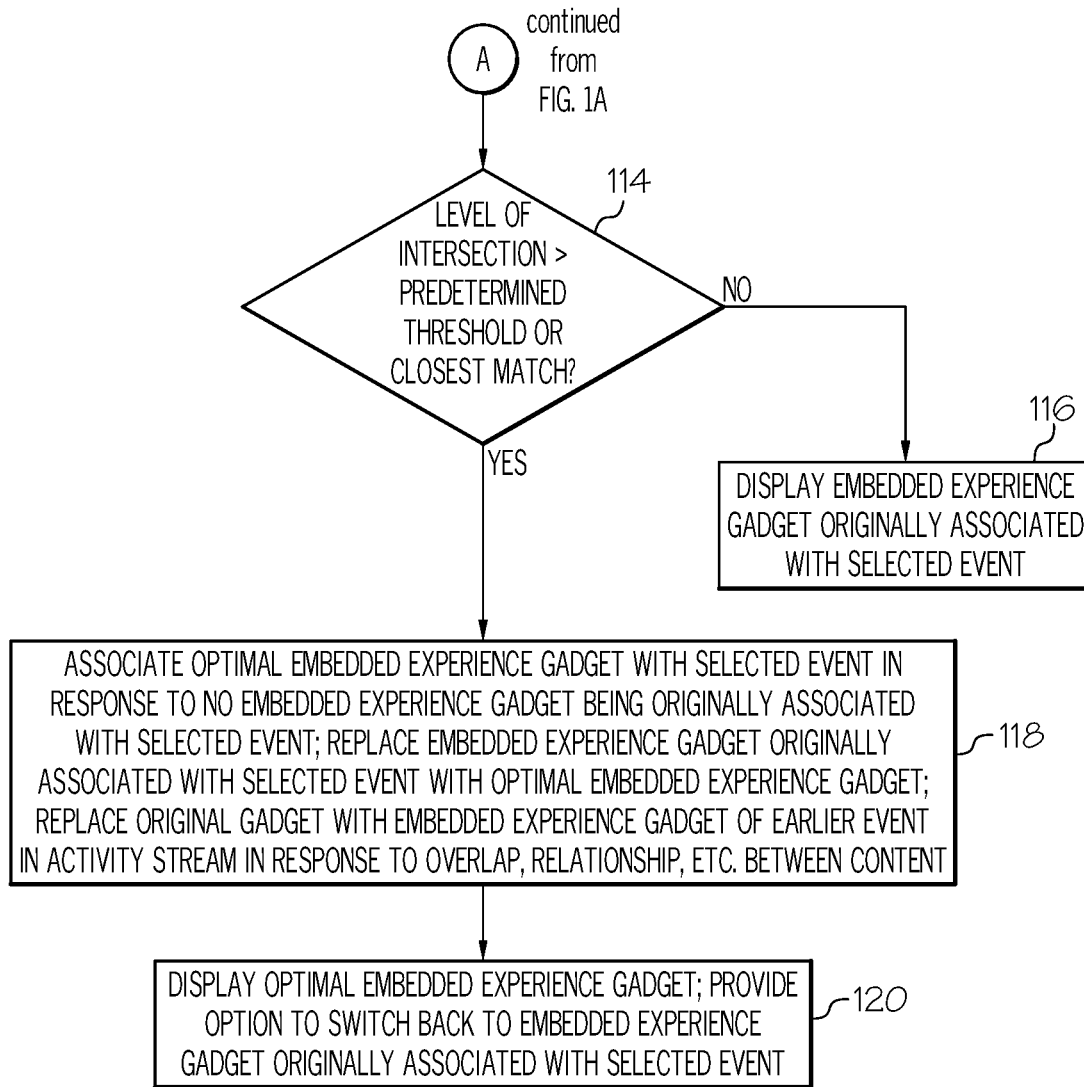 continued
from
FIG. 1A
A
114
LEVEL OF
INTERSECTION >
PREDETERMINED
THRESHOLD OR
CLOSEST MATCH?
NO
YES
116
DISPLAY EMBEDDED EXPERIENCE
GADGET ORIGINALLY ASSOCIATED
WITH SELECTED EVENT
ASSOCIATE OPTIMAL EMBEDDED EXPERIENCE GADGET WITH SELECTED EVENT IN
RESPONSE TO NO EMBEDDED EXPERIENCE GADGET BEING ORIGINALLY ASSOCIATED
WITH SELECTED EVENT; REPLACE EMBEDDED EXPERIENCE GADGET ORIGINALLY
ASSOCIATED WITH SELECTED EVENT WITH OPTIMAL EMBEDDED EXPERIENCE GADGET;
REPLACE ORIGINAL GADGET WITH EMBEDDED EXPERIENCE GADGET OF EARLIER EVENT
IN ACTIVITY STREAM IN RESPONSE TO OVERLAP, RELATIONSHIP, ETC. BETWEEN CONTENT
118
DISPLAY OPTIMAL EMBEDDED EXPERIENCE GADGET; PROVIDE
OPTION TO SWITCH BACK TO EMBEDDED EXPERIENCE
GADGET ORIGINALLY ASSOCIATED WITH SELECTED EVENT
120